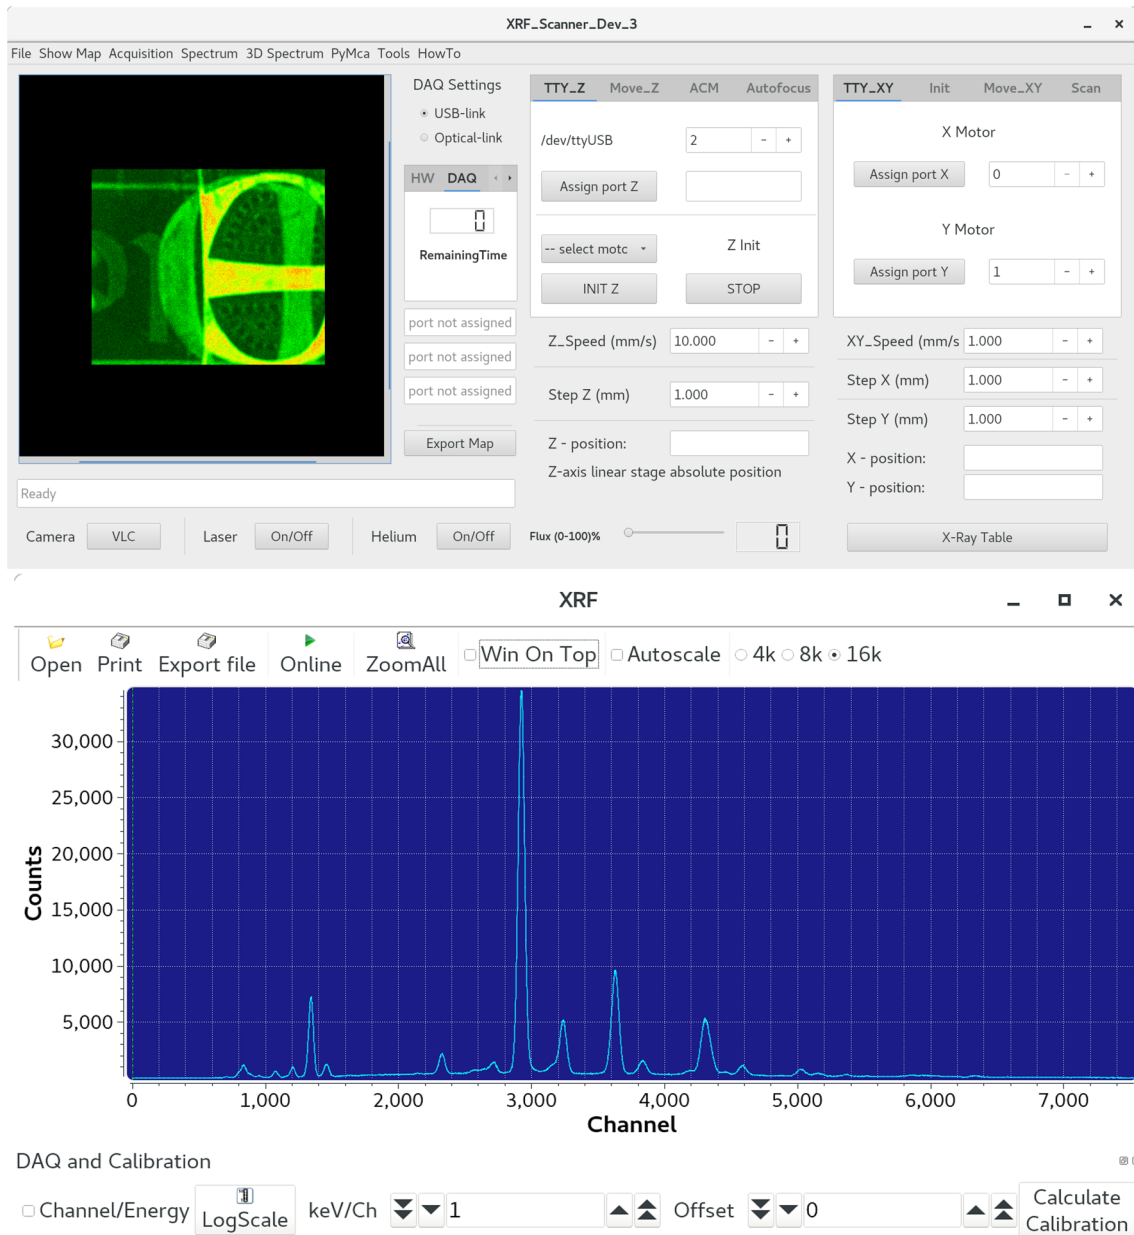 XRF_Scanner_Dev_3
File Show Map Acquisition Spectrum 3D Spectrum PyMca Tools HowTo
DAQ Settings
USB-link
Optical-link
HW DAQ
0
RemainingTime
port not assigned
port not assigned
port not assigned
Export Map
Ready
TTY_Z Move_Z ACM Autofocus
/dev/ttyUSB 2 - +
Assign port Z
-- select motc Z Init
INIT Z STOP
Z_Speed (mm/s) 10.000 - +
Step Z (mm) 1.000 - +
Z - position:
Z-axis linear stage absolute position
TTY_XY Init Move_XY Scan
X Motor
Assign port X 0 - +
Y Motor
Assign port Y 1 - +
XY_Speed (mm/s 1.000 - +
Step X (mm) 1.000 - +
Step Y (mm) 1.000 - +
X - position:
Y - position:
Camera VLC Laser On/Off Helium On/Off Flux (0-100)% 0 X-Ray Table
XRF
Open Print Export file Online ZoomAll Win On Top Autoscale 4k 8k 16k
30,000
25,000
20,000
15,000
10,000
5,000
Counts
0 1,000 2,000 3,000 4,000 5,000 6,000 7,000
Channel
DAQ and Calibration
Channel/Energy LogScale keV/Ch 1 Offset 0 Calculate
Calibration